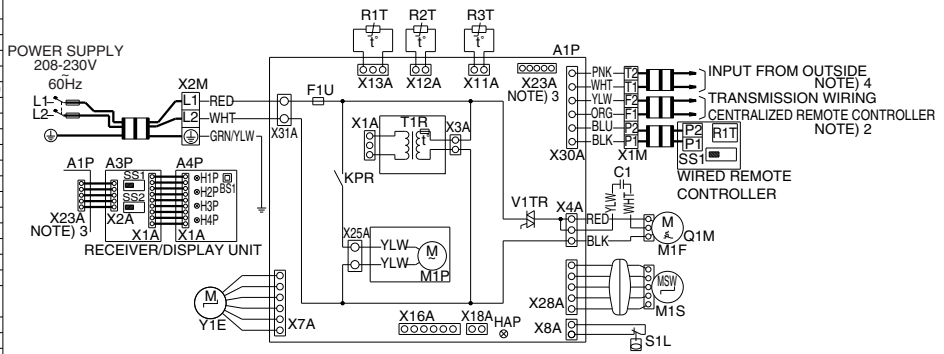 R1T R2T R3T
t° t° t°
X13A X12A X11A
A1P
X23A
NOTE) 3
POWER SUPPLY
208-230V
~
60Hz
L1
L2
X2M
L1 RED
L2 WHT
GRN/YLW
X31A
F1U
X1A
T1R
t°
X3A
KPR
X25A
YLW
YLW
M
~
M1P
V1TR
X4A
PNK T2
WHT T1
YLW F2
ORG F1
BLU P2
BLK P1
X30A X1M
INPUT FROM OUTSIDE
NOTE) 4
TRANSMISSION WIRING
CENTRALIZED REMOTE CONTROLLER
NOTE) 2
P2
P1
R1T
SS1
WIRED REMOTE
CONTROLLER
C1
YLW
WHT
RED
BLK
M
~
Q1M
M1F
MSW
M1S
X28A
X8A
S1L
A1P A3P A4P
SS1
SS2
H1P
H2P
H3P
H4P
BS1
X23A
NOTE) 3
X2A
X1A X1A
RECEIVER/DISPLAY UNIT
M
Y1E
X7A
X16A X18A HAP